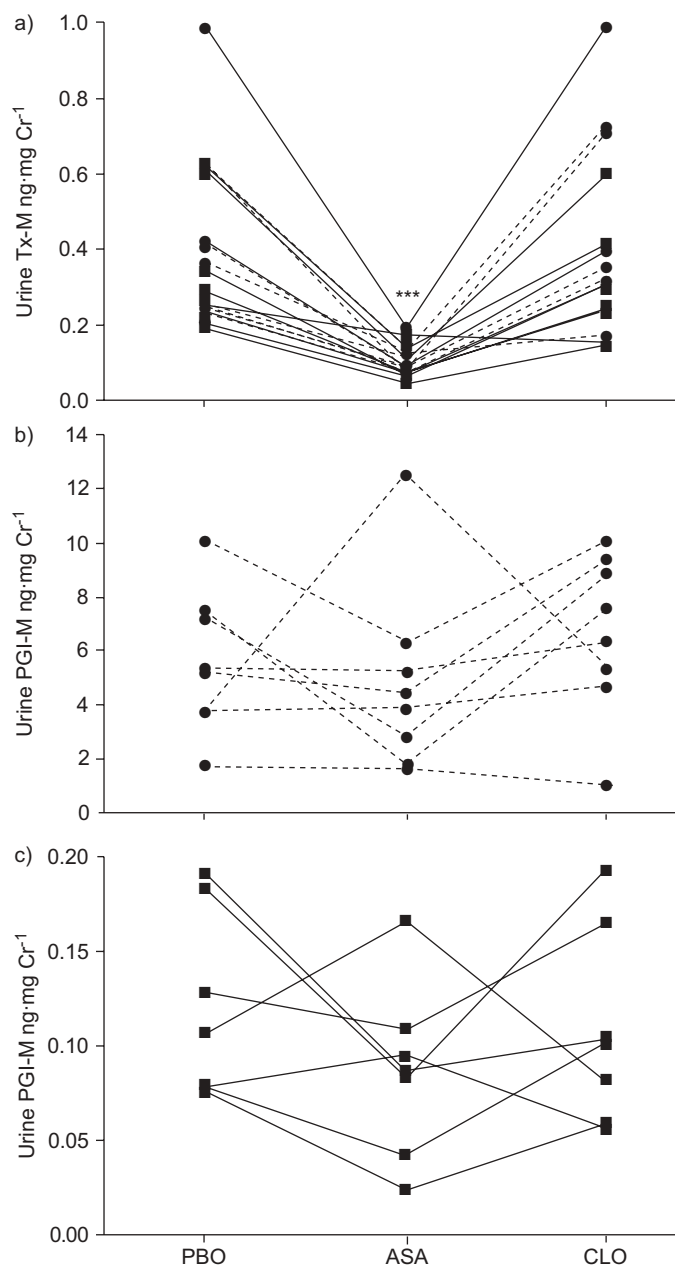 a)
1.0
0.8
0.6
0.4
0.2
0.0
Urine Tx-M ng·mg Cr⁻¹
***
b)
14
12
10
8
6
4
2
0
Urine PGI-M ng·mg Cr⁻¹
c)
0.20
0.15
0.10
0.05
0.00
Urine PGI-M ng·mg Cr⁻¹
PBO ASA CLO